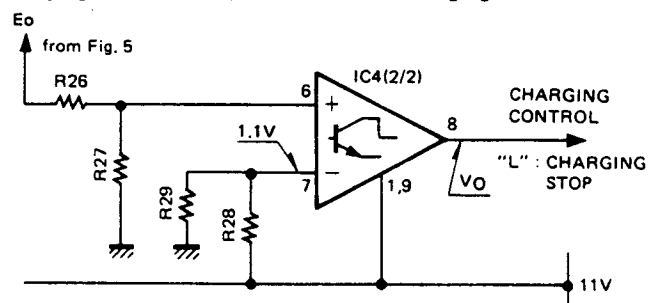 Eo
from Fig. 5
R26
IC4(2/2)
6
+
8
CHARGING
CONTROL
1.1V
R27
−
7
1,9
VO
"L" : CHARGING
STOP
R29
R28
11V